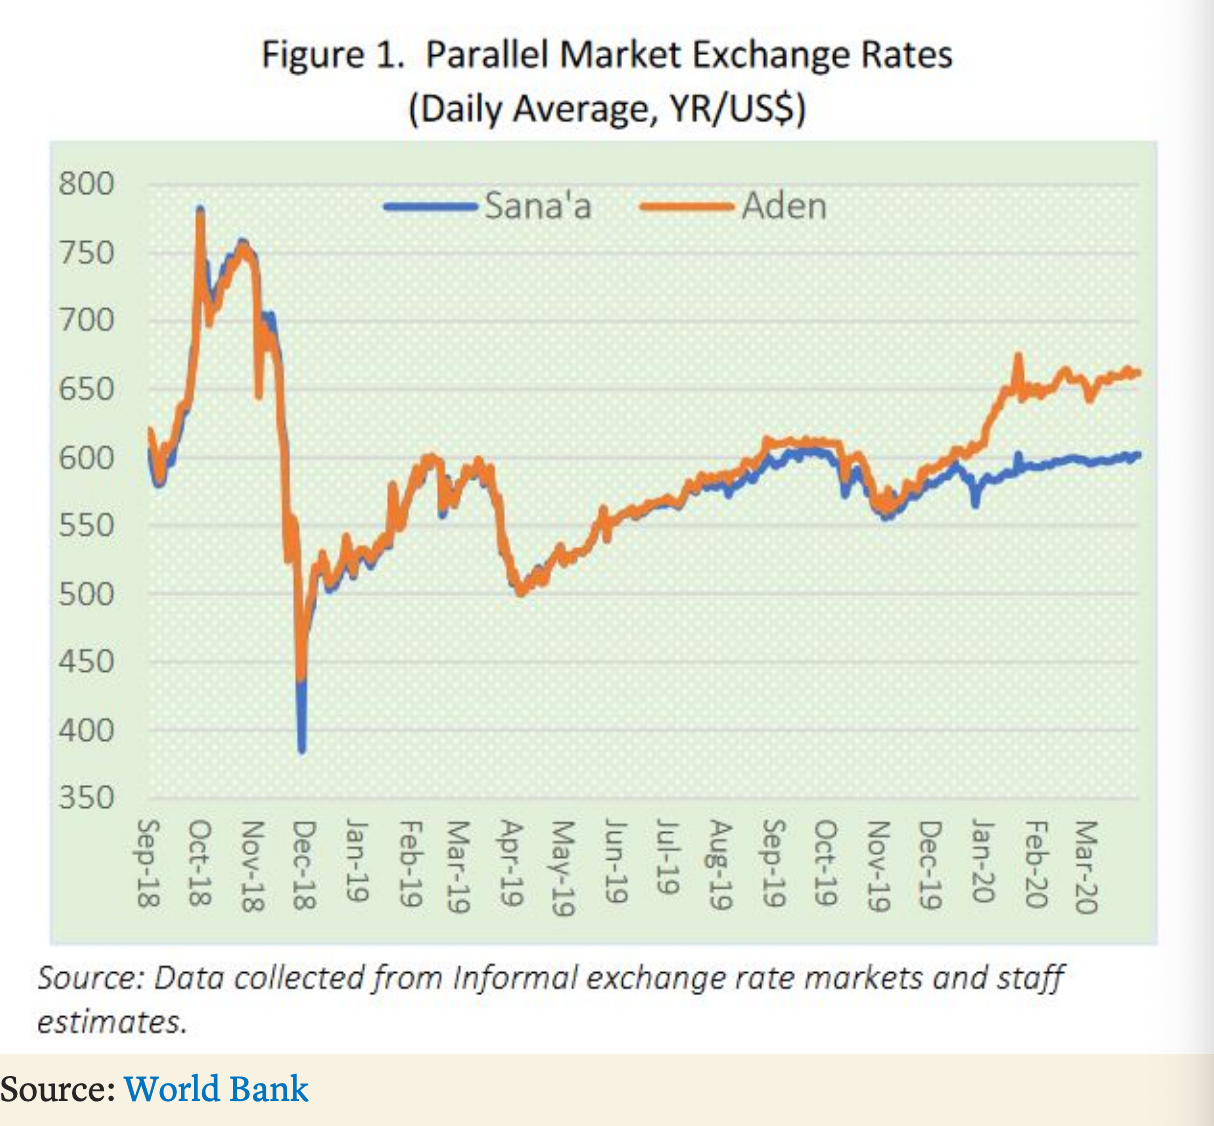 Figure 1. Parallel Market Exchange Rates
(Daily Average, YR/US$)
Sana'a Aden
800
750
700
650
600
550
500
450
400
350
Sep-18
Oct-18
Nov-18
Dec-18
Jan-19
Feb-19
Mar-19
Apr-19
May-19
Jun-19
Jul-19
Aug-19
Sep-19
Oct-19
Nov-19
Dec-19
Jan-20
Feb-20
Mar-20
Source: Data collected from Informal exchange rate markets and staff
estimates.
Source: World Bank